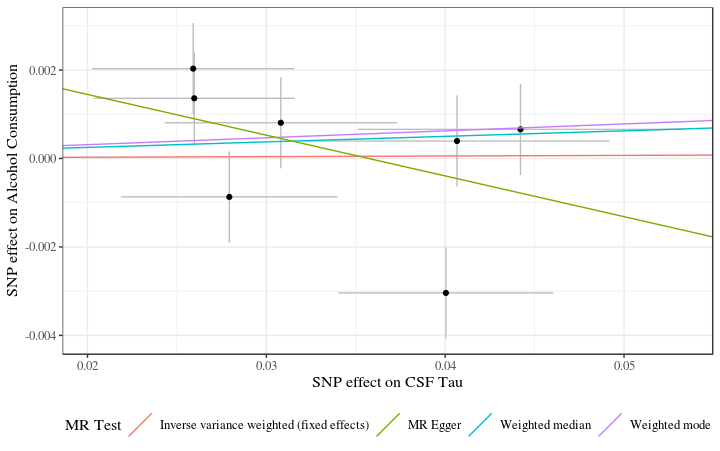 SNP effect on Alcohol Consumption
0.002
0.000
-0.002
-0.004
0.02 0.03 0.04 0.05
SNP effect on CSF Tau
MR Test Inverse variance weighted (fixed effects) MR Egger Weighted median Weighted mode